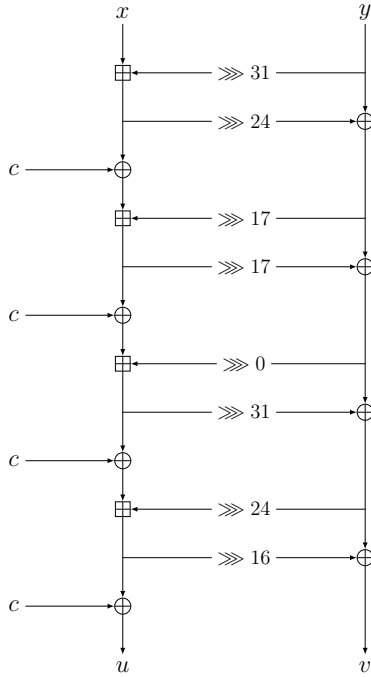 x y
⋙ 31
⋙ 24
c
⋙ 17
⋙ 17
c
⋙ 0
⋙ 31
c
⋙ 24
⋙ 16
c
u v